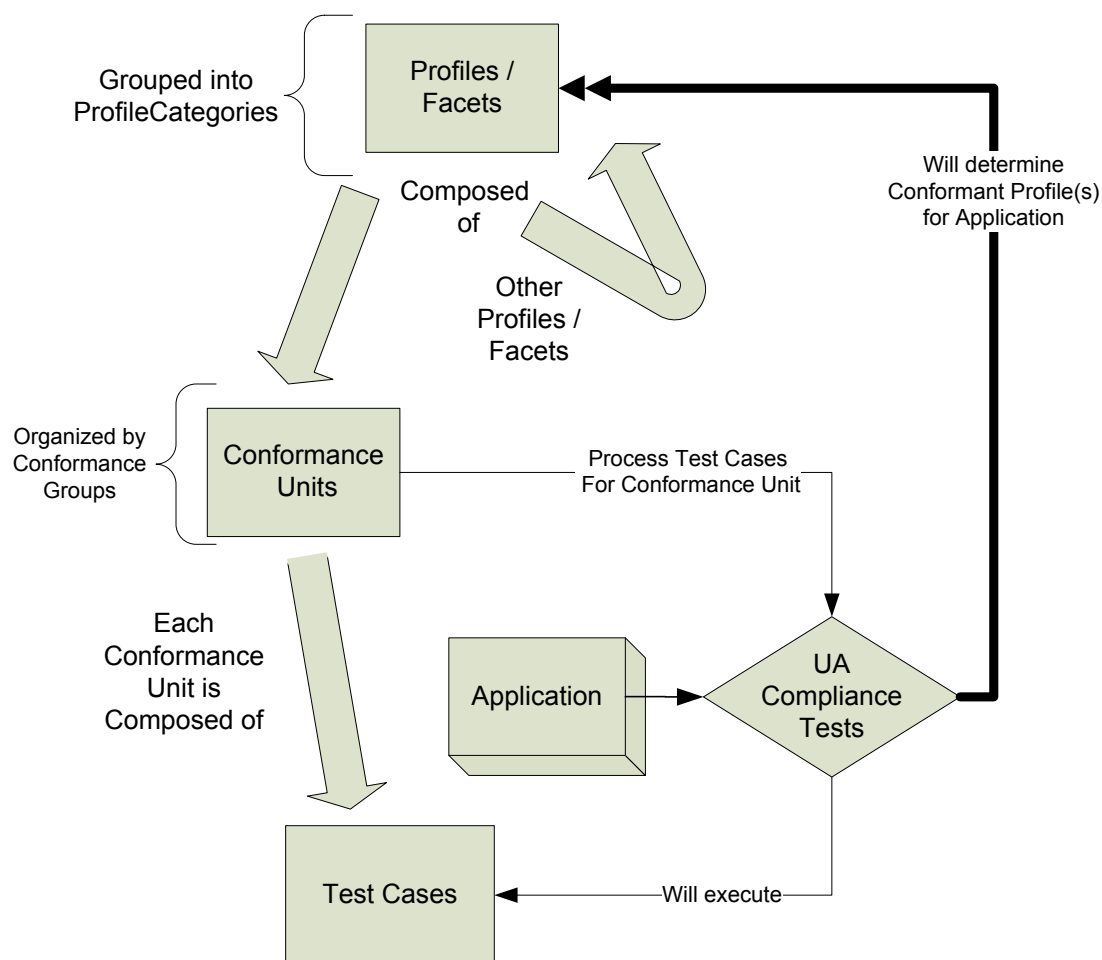 Grouped into
ProfileCategories
Profiles /
Facets
Will determine
Conformant Profile(s)
for Application
Composed
of
Other
Profiles /
Facets
Organized by
Conformance
Groups
Conformance
Units
Process Test Cases
For Conformance Unit
Each
Conformance
Unit is
Composed of
Application
UA
Compliance
Tests
Test Cases
Will execute